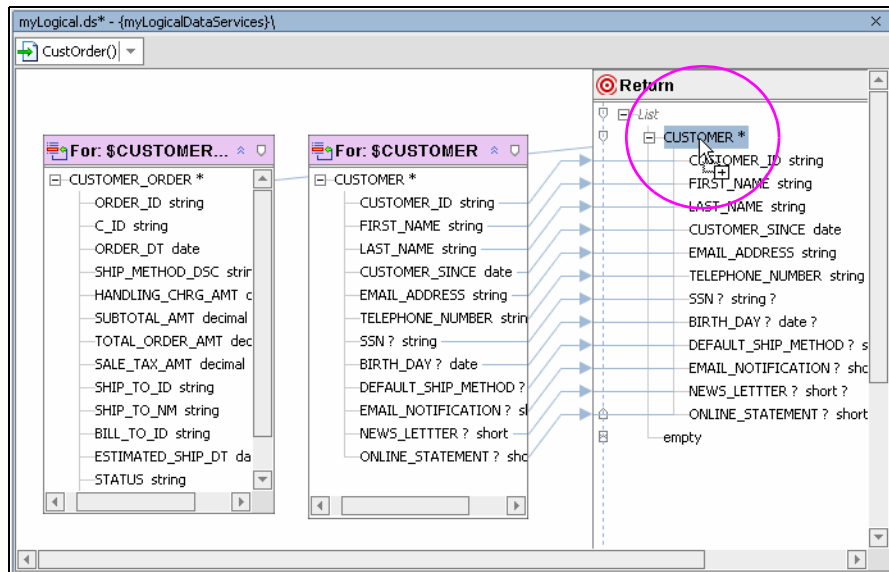 myLogical.ds* - {myLogicalDataServices}\
CustOrder()
For: $CUSTOMER...
CUSTOMER_ORDER *
ORDER_ID string
C_ID string
ORDER_DT date
SHIP_METHOD_DSC strir
HANDLING_CHRG_AMT c
SUBTOTAL_AMT decimal
TOTAL_ORDER_AMT dec
SALE_TAX_AMT decimal
SHIP_TO_ID string
SHIP_TO_NM string
BILL_TO_ID string
ESTIMATED_SHIP_DT da
STATUS string
For: $CUSTOMER
CUSTOMER *
CUSTOMER_ID string
FIRST_NAME string
LAST_NAME string
CUSTOMER_SINCE date
EMAIL_ADDRESS string
TELEPHONE_NUMBER strin
SSN ? string
BIRTH_DAY ? date
DEFAULT_SHIP_METHOD ?
EMAIL_NOTIFICATION ? sl
NEWS_LETTTER ? short
ONLINE_STATEMENT ? sho
Return
List
CUSTOMER *
CUSTOMER_ID string
FIRST_NAME string
LAST_NAME string
CUSTOMER_SINCE date
EMAIL_ADDRESS string
TELEPHONE_NUMBER string
SSN ? string ?
BIRTH_DAY ? date ?
DEFAULT_SHIP_METHOD ? s
EMAIL_NOTIFICATION ? shc
NEWS_LETTTER ? short ?
ONLINE_STATEMENT ? short
empty